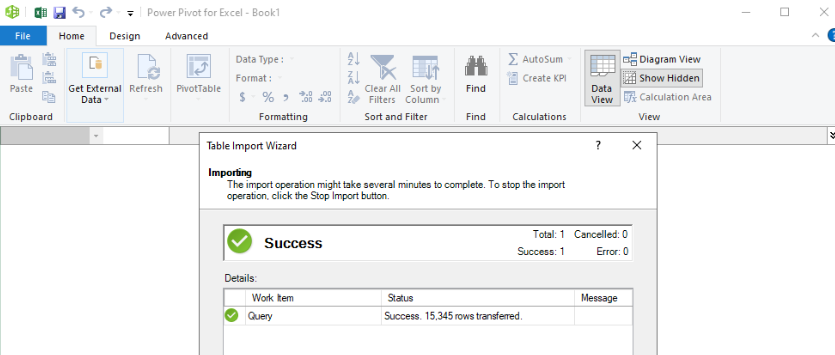 Power Pivot for Excel - Book1
File Home Design Advanced
Paste
Clipboard
Get External Data
Refresh
PivotTable
Data Type :
Format :
$ % , .0 .00 .00 .0
Formatting
A Z
Z A
Clear All Filters
Sort by Column
Sort and Filter
Find
Find
AutoSum
Create KPI
Calculations
Data View
Diagram View
Show Hidden
Calculation Area
View
Table Import Wizard ?
Importing
The import operation might take several minutes to complete. To stop the import
operation, click the Stop Import button.
Success
Total: 1 Cancelled: 0
Success: 1 Error: 0
Details:
Work Item Status Message
Query Success. 15,345 rows transferred.